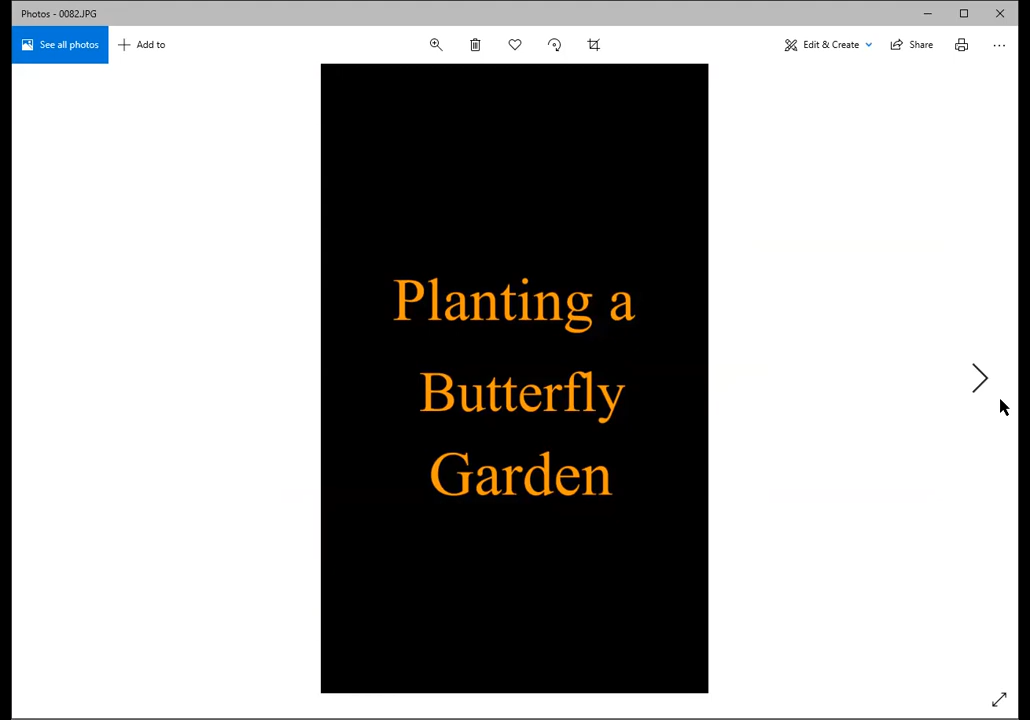 Photos - 0082.JPG
See all photos
Add to
Edit & Create
Share
Planting a
Butterfly
Garden